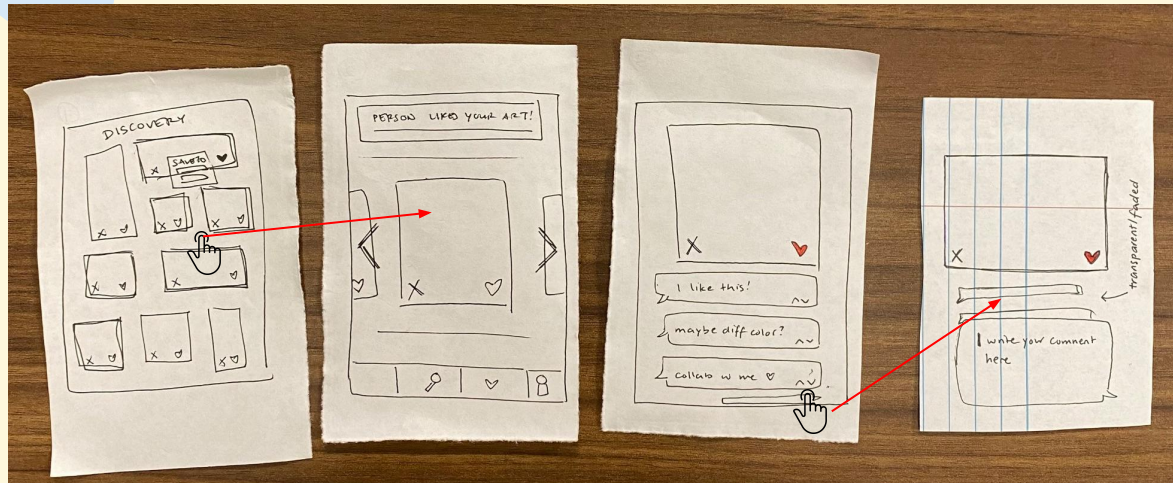 DISCOVERY
SAVE TO
PERSON LIKED YOUR ART!
I like this!
maybe diff color?
collab w me
write your comment
here
transparent/faded